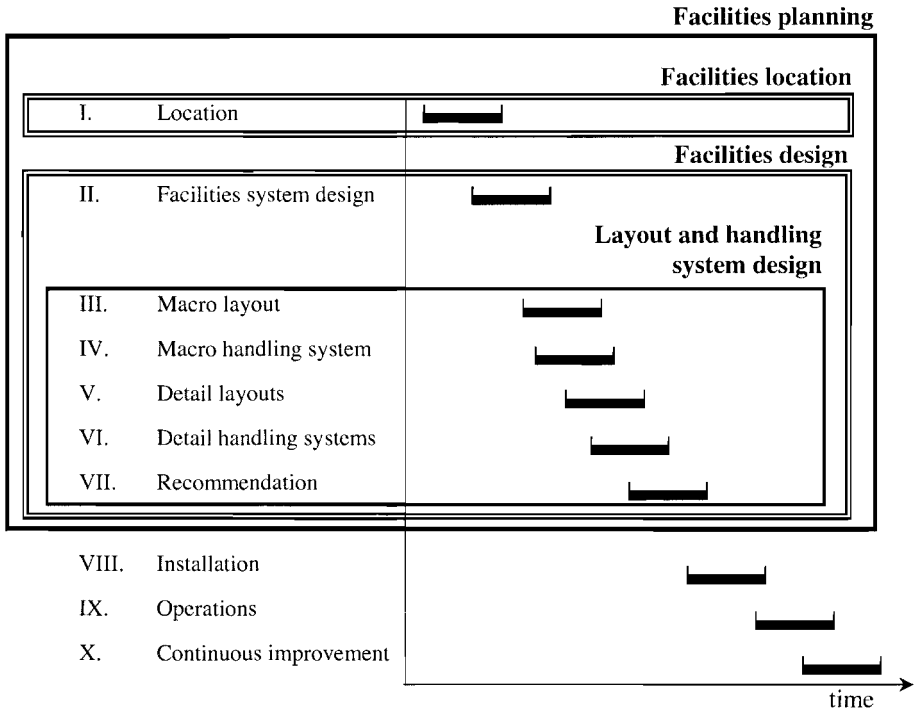 Facilities planning
Facilities location
I. Location
Facilities design
II. Facilities system design
Layout and handling
system design
III. Macro layout
IV. Macro handling system
V. Detail layouts
VI. Detail handling systems
VII. Recommendation
VIII. Installation
IX. Operations
X. Continuous improvement
time